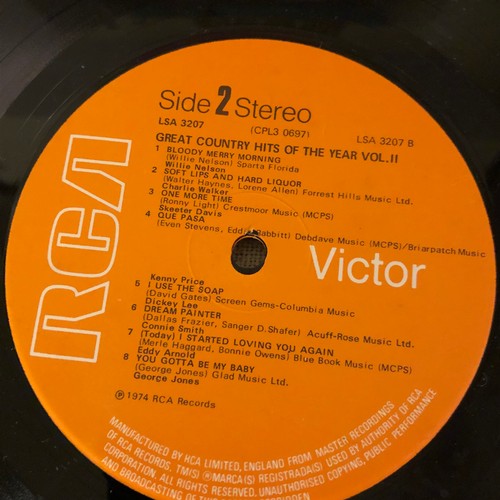 RCA
Side 2 Stereo
LSA 3207 (CPL3 0697) LSA 3207 B
GREAT COUNTRY HITS OF THE YEAR VOL.II
1 BLOODY MERRY MORNING
(Willie Nelson) Sparta Florida
Willie Nelson
2 SOFT LIPS AND HARD LIQUOR
(Walter Haynes, Lorene Allen) Forrest Hills Music Ltd.
Charlie Walker
3 ONE MORE TIME
(Ronny Light) Crestmoor Music (MCPS)
Skeeter Davis
4 QUE PASA
(Even Stevens, Eddie Rabbitt) Debdave Music (MCPS)/Briarpatch Music
Victor
Kenny Price
5 I USE THE SOAP
(David Gates) Screen Gems-Columbia Music
Dickey Lee
6 DREAM PAINTER
(Dallas Frazier, Sanger D. Shafer) Acuff-Rose Music Ltd.
Connie Smith
7 (Today) I STARTED LOVING YOU AGAIN
(Merle Haggard, Bonnie Owens) Blue Book Music (MCPS)
Eddy Arnold
8 YOU GOTTA BE MY BABY
(George Jones) Glad Music Ltd.
George Jones
℗ 1974 RCA Records
MANUFACTURED BY RCA LIMITED, ENGLAND FROM MASTER RECORDINGS
OF RCA RECORDS. TM(S) ® MARCA(S) REGISTRADA(S) USED BY AUTHORITY OF RCA
CORPORATION. ALL RIGHTS RESERVED. UNAUTHORISED COPYING, PUBLIC PERFORMANCE
AND BROADCASTING OF